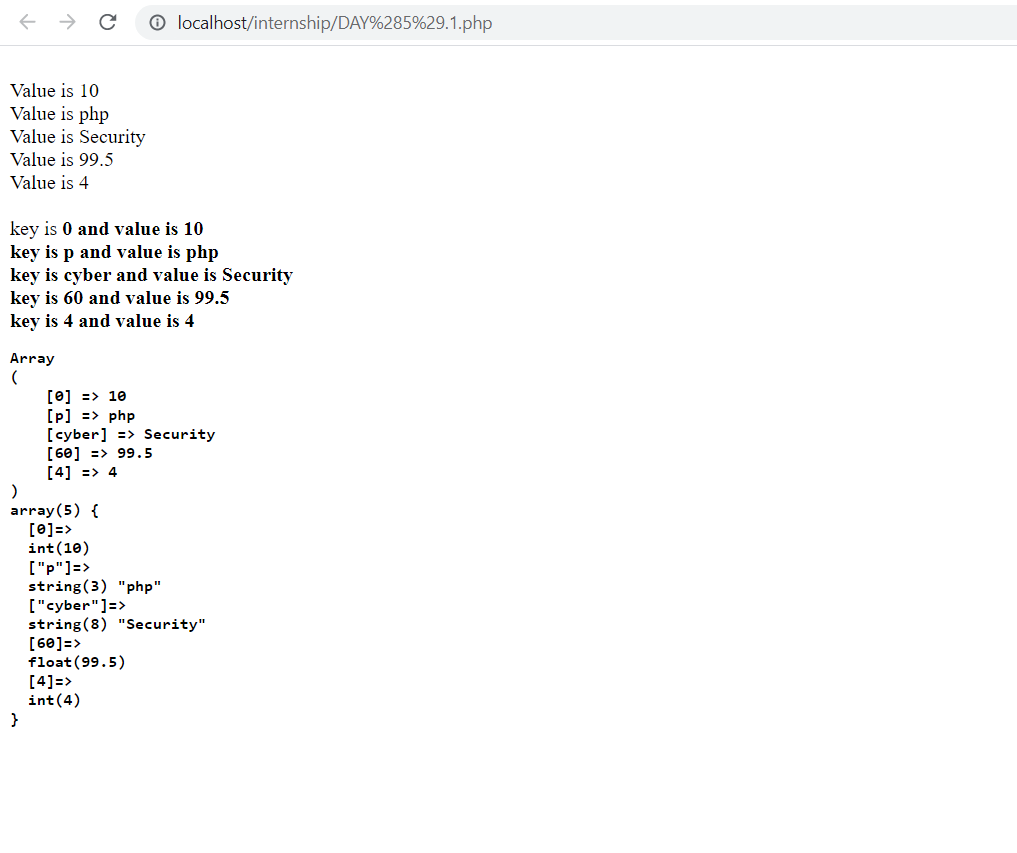 localhost/internship/DAY%285%29.1.php
Value is 10
Value is php
Value is Security
Value is 99.5
Value is 4
key is 0 and value is 10
key is p and value is php
key is cyber and value is Security
key is 60 and value is 99.5
key is 4 and value is 4
Array
(
    [0] => 10
    [p] => php
    [cyber] => Security
    [60] => 99.5
    [4] => 4
)
array(5) {
  [0]=>
  int(10)
  ["p"]=>
  string(3) "php"
  ["cyber"]=>
  string(8) "Security"
  [60]=>
  float(99.5)
  [4]=>
  int(4)
}